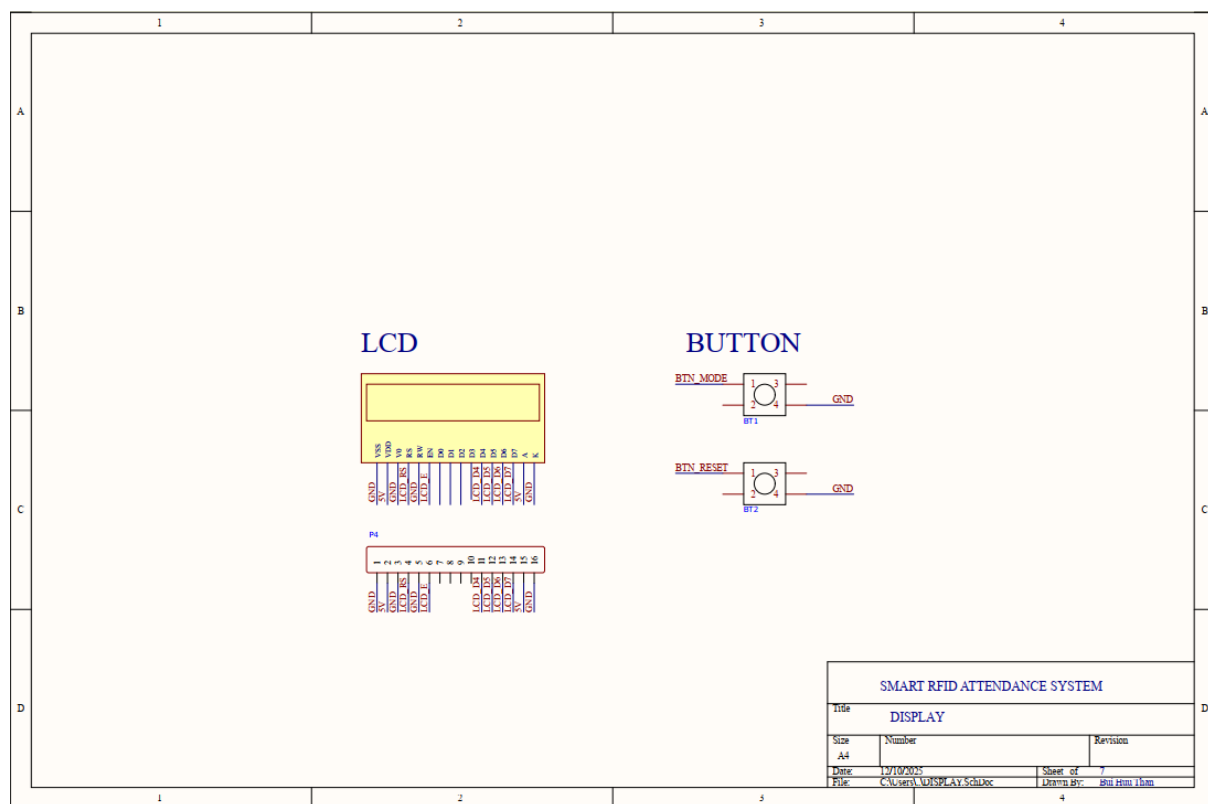 1 2 3 4
A A
B B
LCD BUTTON
BTN_MODE 1 3
2 4 GND
BT1
VSS VDD V0 RS RW EN D0 D1 D2 D3 D4 D5 D6 D7 A K
GND 5V GND LCD_RS GND LCD_E LCD_D4 LCD_D5 LCD_D6 LCD_D7 5V GND
BTN_RESET 1 3
2 4 GND
BT2
C C
P4
1 2 3 4 5 6 7 8 9 10 11 12 13 14 15 16
GND 5V GND LCD_RS GND LCD_E LCD_D4 LCD_D5 LCD_D6 LCD_D7 5V GND
SMART RFID ATTENDANCE SYSTEM
D D
Title
DISPLAY
Size Number Revision
A4
Date: 12/10/2025 Sheet of 7
File: C:\Users\..\DISPLAY.SchDoc Drawn By: Bui Huu Than
1 2 3 4